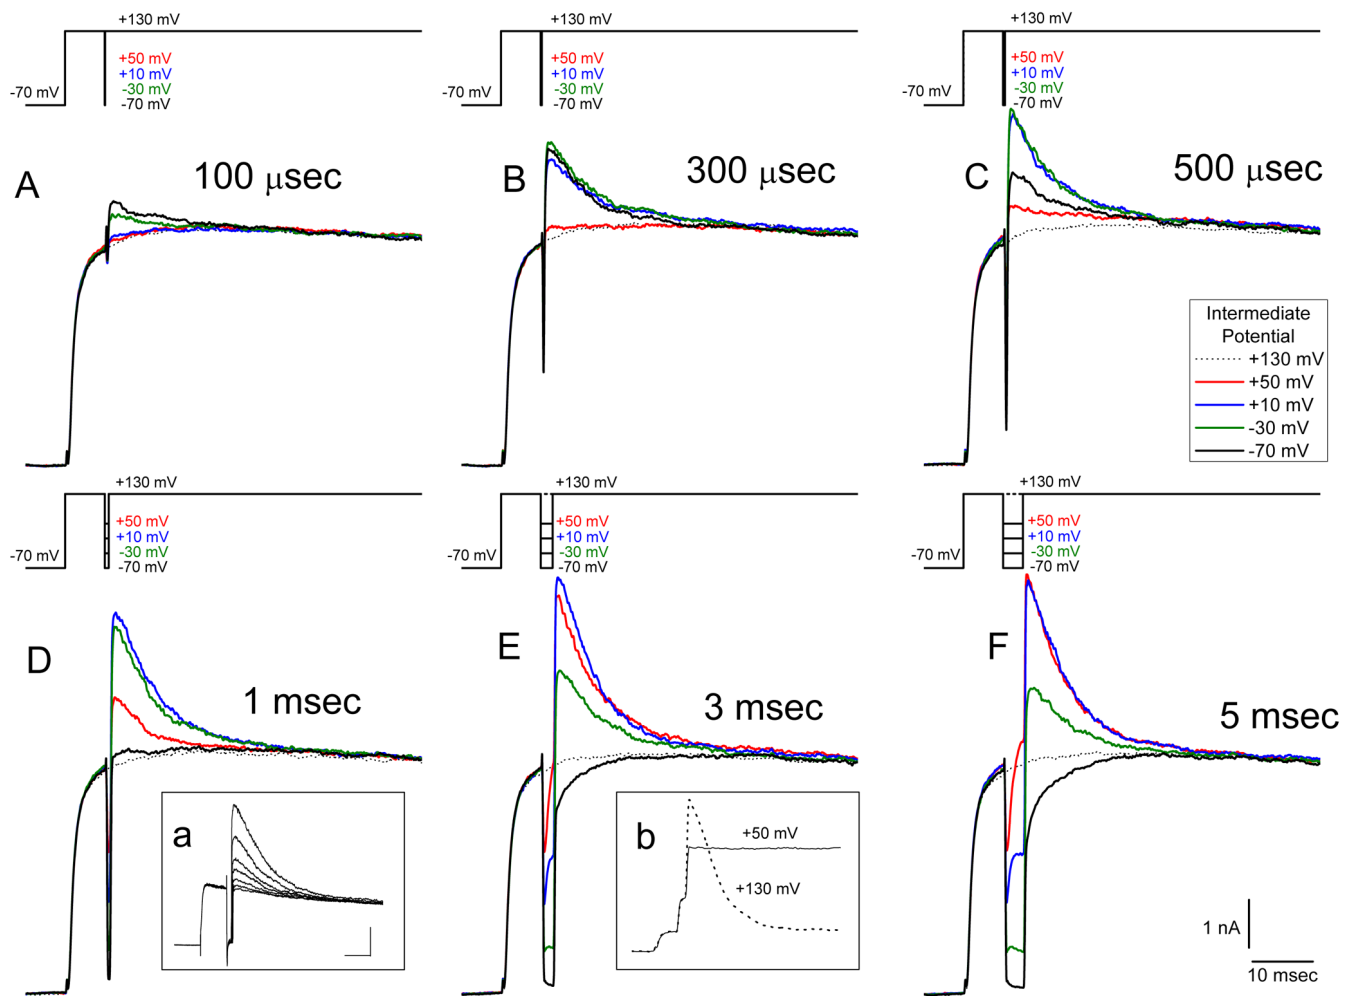 +130 mV
+50 mV
+10 mV
-30 mV
-70 mV
-70 mV
A
100 μsec
+130 mV
+50 mV
+10 mV
-30 mV
-70 mV
-70 mV
B
300 μsec
+130 mV
+50 mV
+10 mV
-30 mV
-70 mV
-70 mV
C
500 μsec
Intermediate
Potential
+130 mV
+50 mV
+10 mV
-30 mV
-70 mV
+130 mV
+50 mV
+10 mV
-30 mV
-70 mV
-70 mV
D
1 msec
a
+130 mV
+50 mV
+10 mV
-30 mV
-70 mV
-70 mV
E
3 msec
b
+50 mV
+130 mV
+130 mV
+50 mV
+10 mV
-30 mV
-70 mV
-70 mV
F
5 msec
1 nA
10 msec